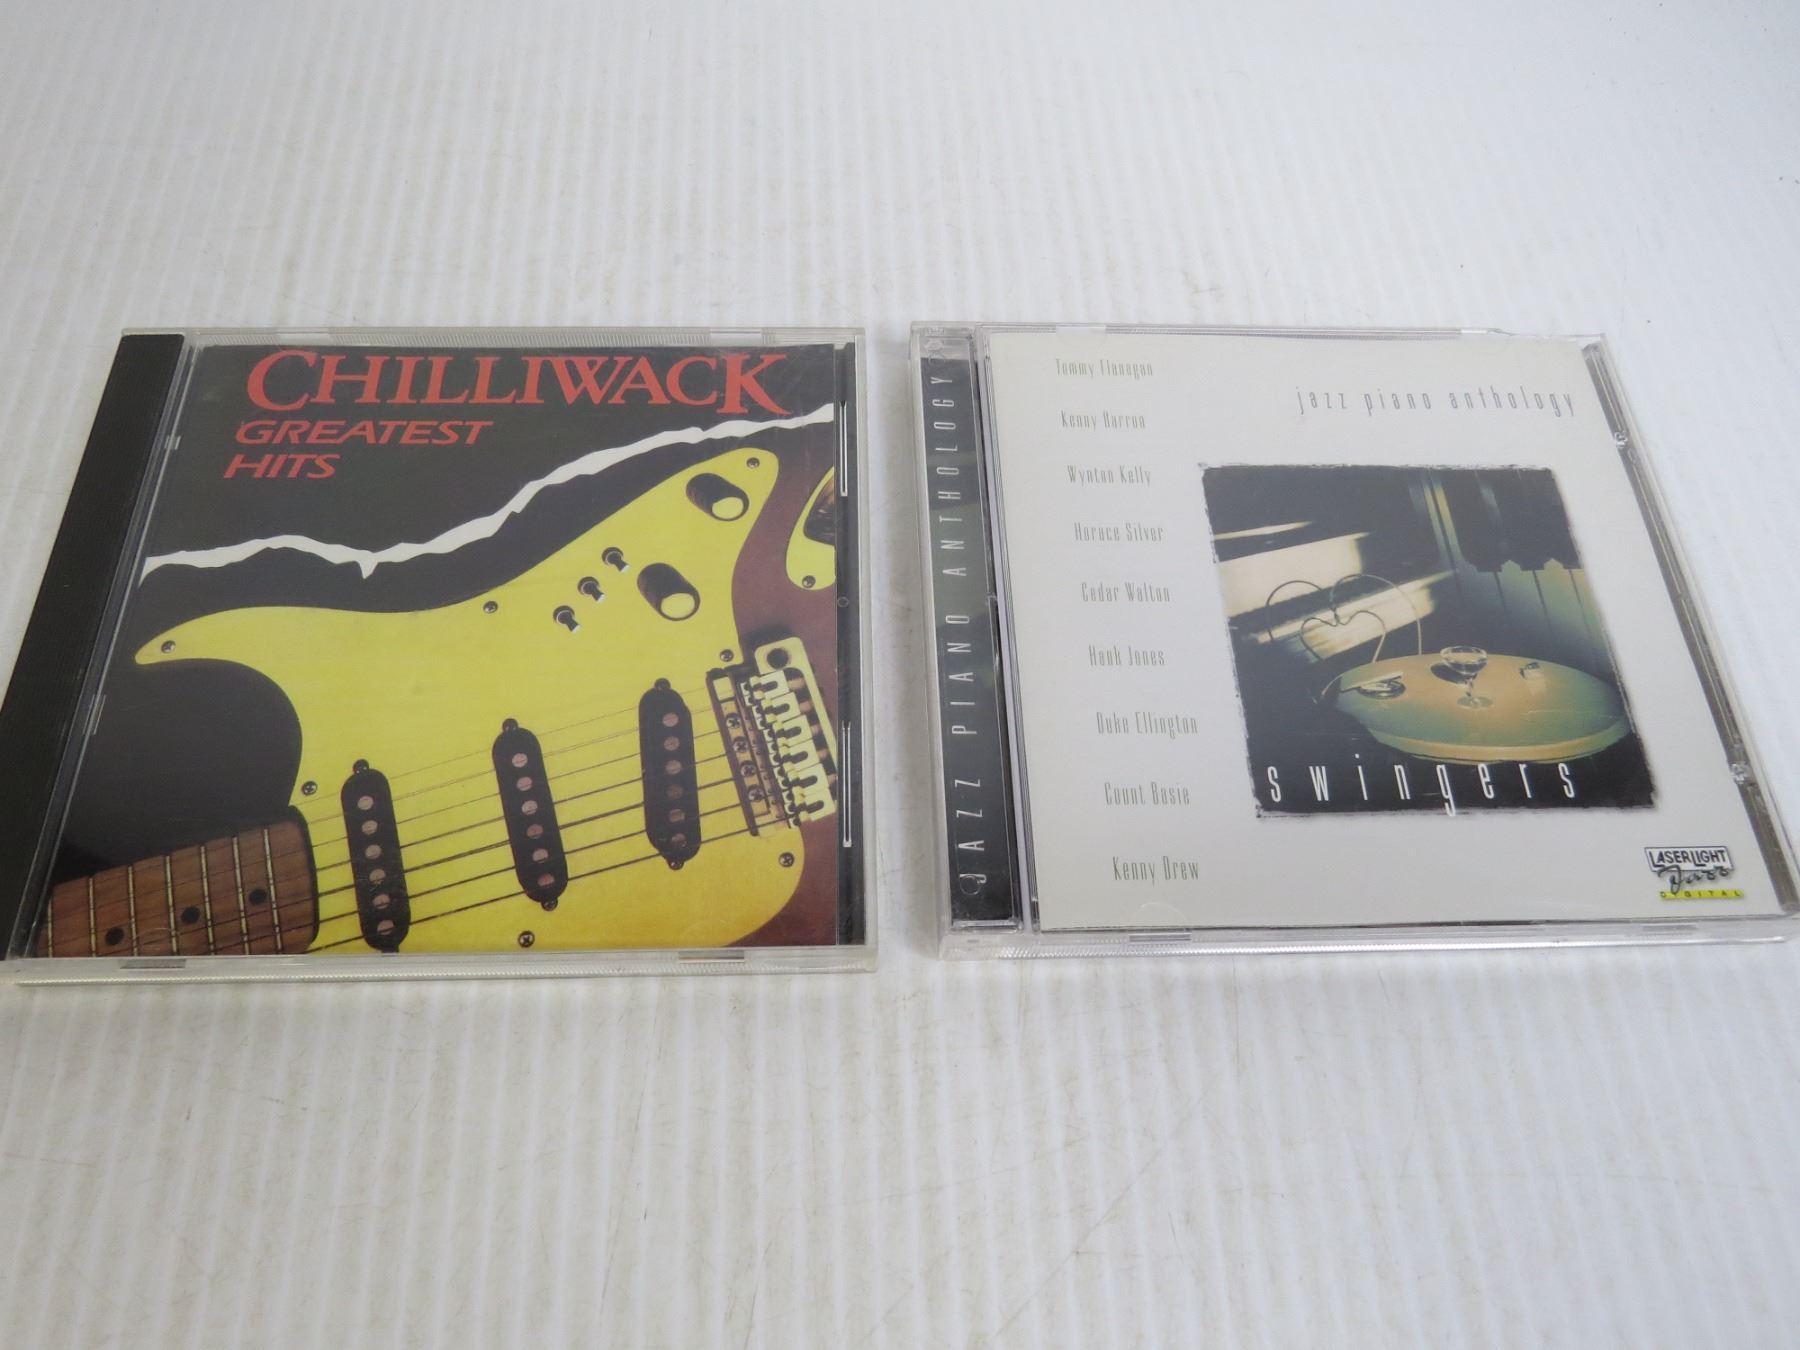 CHILLIWACK
GREATEST
HITS
JAZZ PIANO ANTHOLOGY
Tommy Flanagan
Kenny Barron
Wynton Kelly
Horace Silver
Cedar Walton
Hank Jones
Duke Ellington
Count Basie
Kenny Drew
jazz piano anthology
swingers
LASERLIGHT
Jazz
DIGITAL